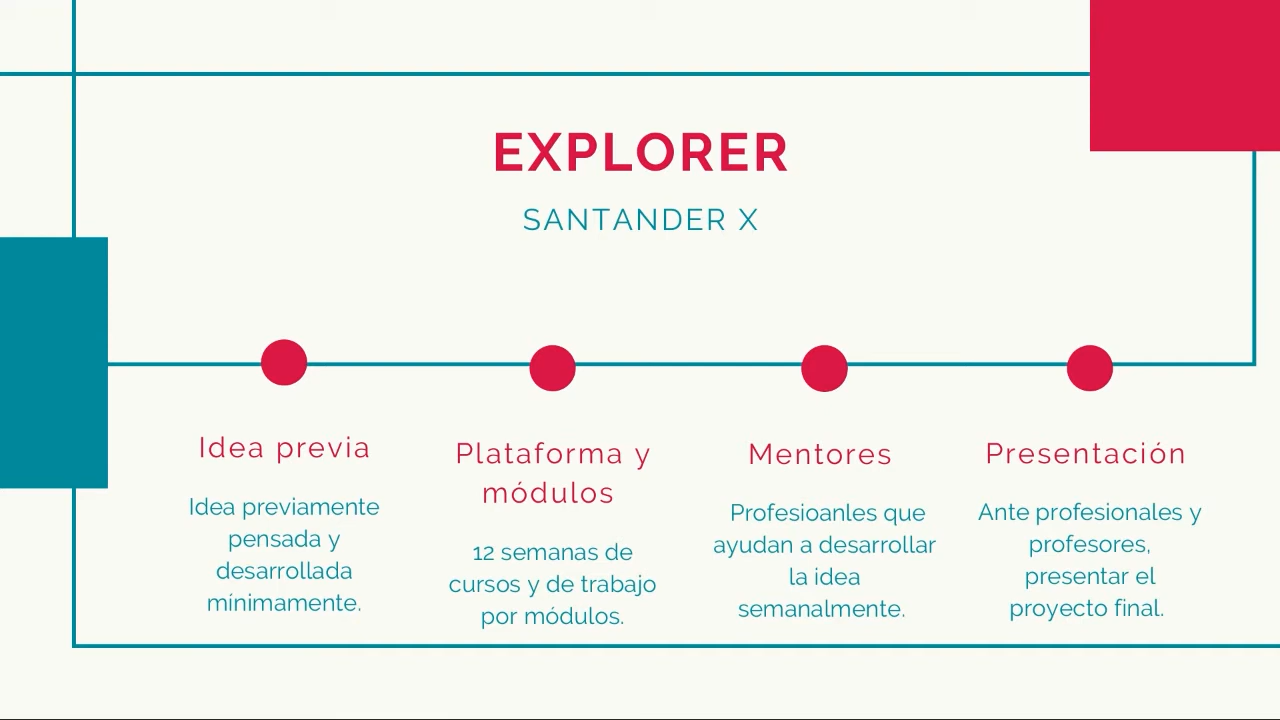 EXPLORER
SANTANDER X
Idea previa
Idea previamente
pensada y
desarrollada
mínimamente.
Plataforma y
módulos
12 semanas de
cursos y de trabajo
por módulos.
Mentores
Profesioanles que
ayudan a desarrollar
la idea
semanalmente.
Presentación
Ante profesionales y
profesores,
presentar el
proyecto final.